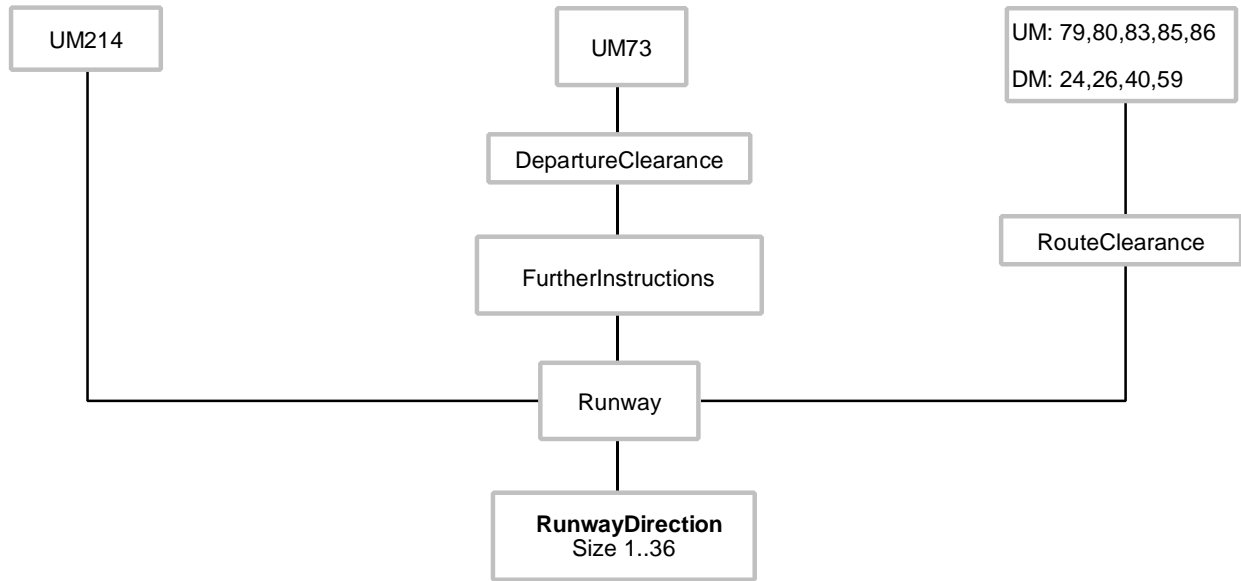 UM214
UM73
UM: 79,80,83,85,86
DM: 24,26,40,59
DepartureClearance
RouteClearance
FurtherInstructions
Runway
RunwayDirection
Size 1..36